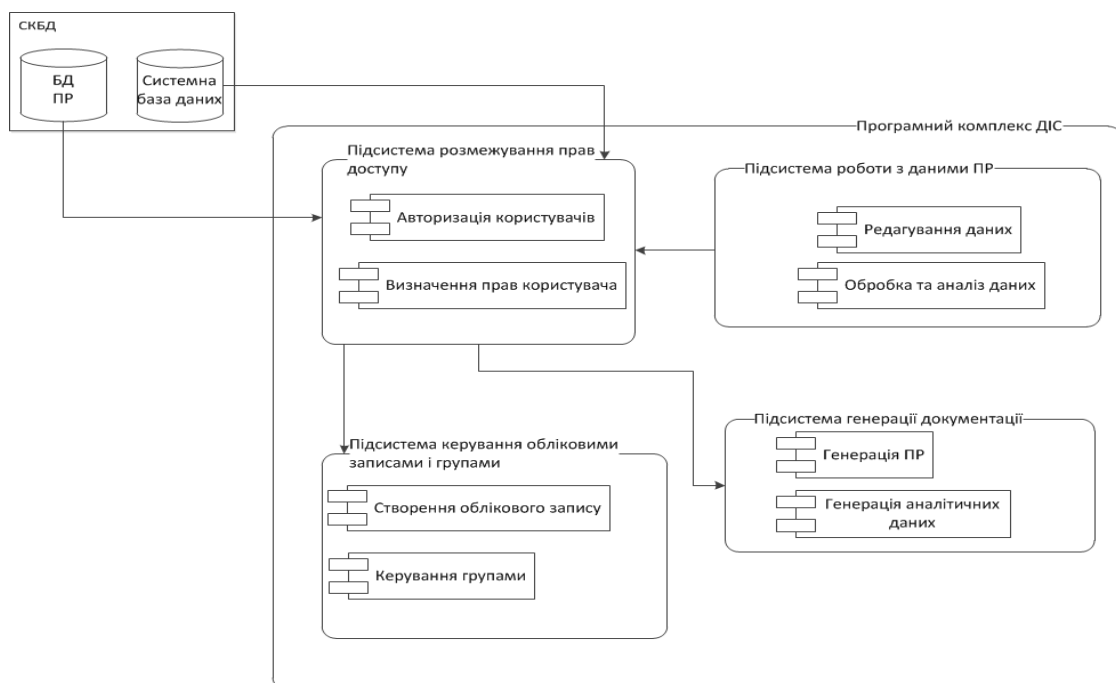 СКБД
БД
ПР
Системна
база даних
Програмний комплекс ДІС
Підсистема розмежування прав
доступу
Авторизація користувачів
Визначення прав користувача
Підсистема роботи з даними ПР
Редагування даних
Обробка та аналіз даних
Підсистема керування обліковими
записами і групами
Створення облікового запису
Керування групами
Підсистема генерації документації
Генерація ПР
Генерація аналітичних
даних